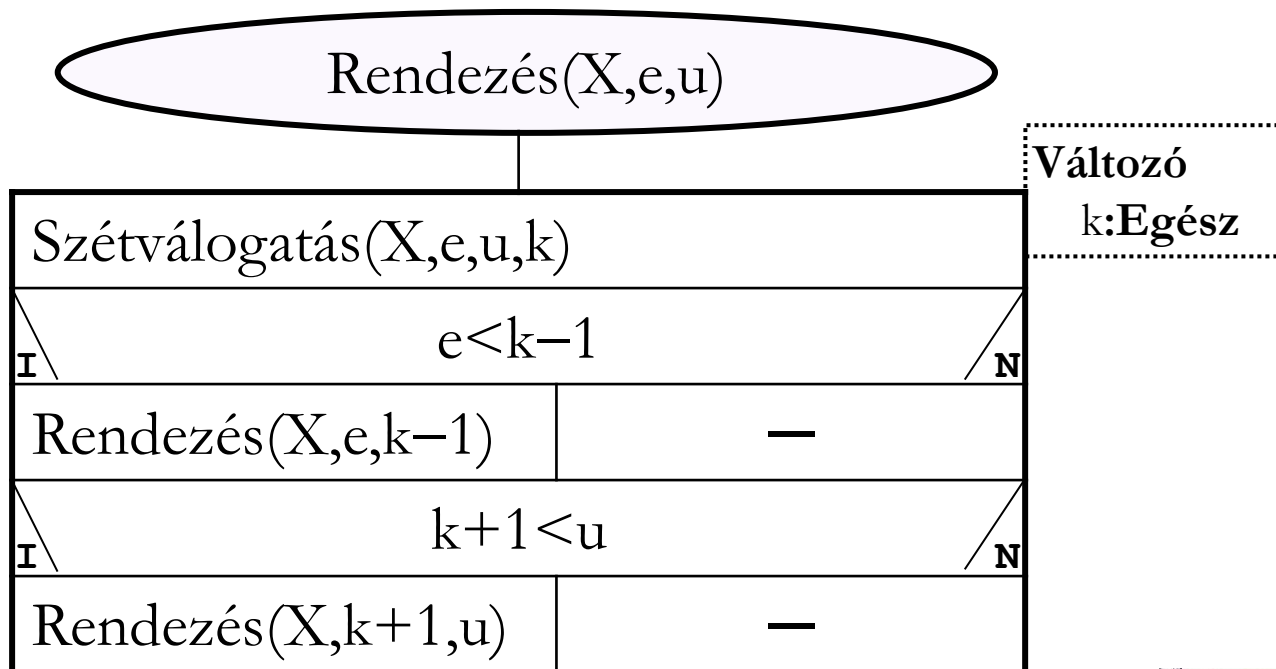 Rendezés(X,e,u)
Változó
k:Egész
Szétválogatás(X,e,u,k)
I e<k–1 N
Rendezés(X,e,k–1) –
I k+1<u N
Rendezés(X,k+1,u) –